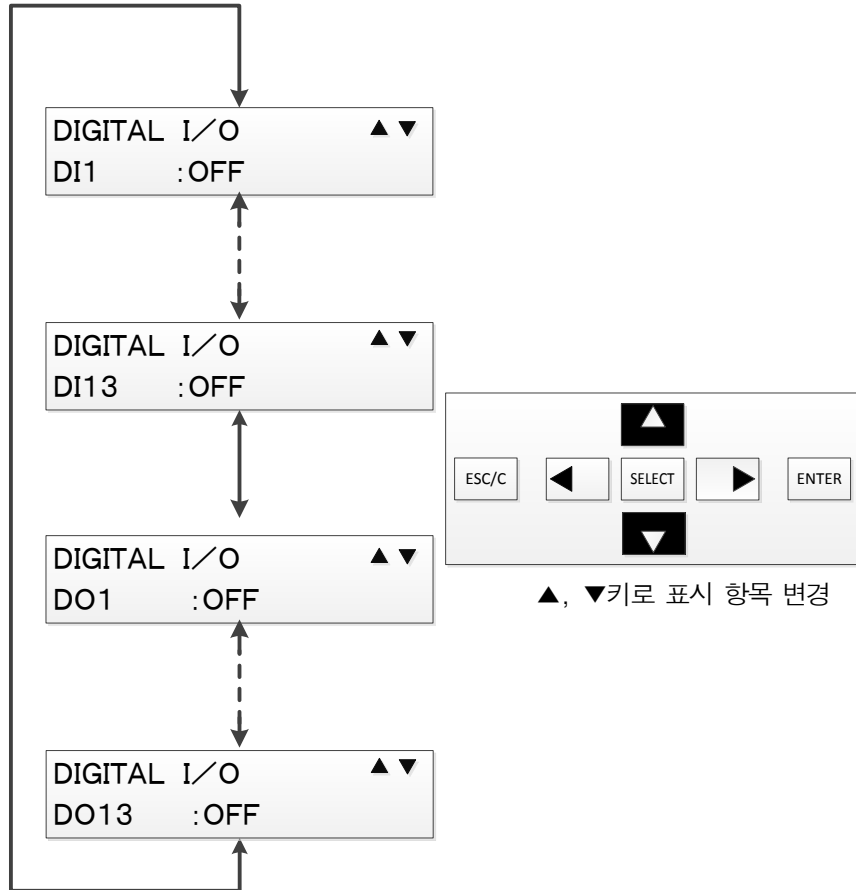 DIGITAL I／O ▲ ▼
DI1 :OFF
DIGITAL I／O ▲ ▼
DI13 :OFF
DIGITAL I／O ▲ ▼
DO1 :OFF
DIGITAL I／O ▲ ▼
DO13 :OFF
▲
ESC/C ◀ SELECT ▶ ENTER
▼
▲, ▼키로 표시 항목 변경